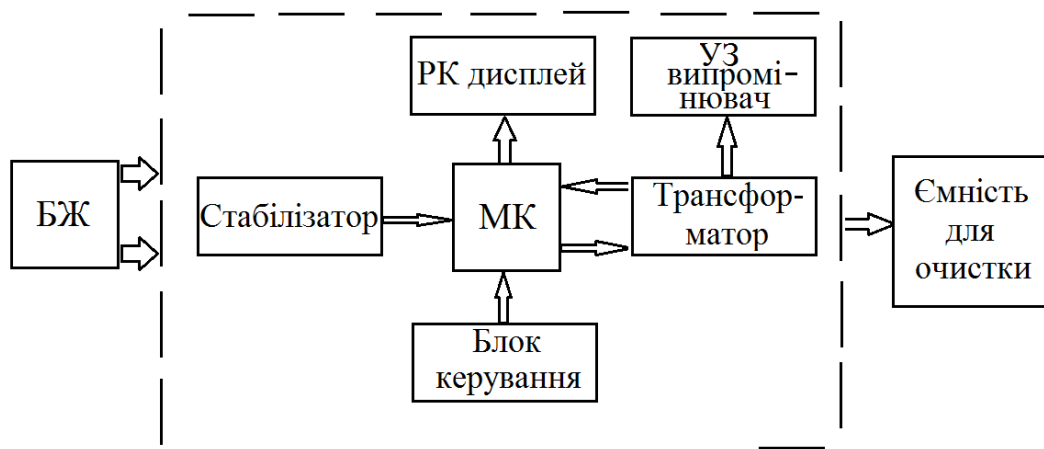 РК дисплей
УЗ
випромі-
нювач
БЖ
Стабілізатор
МК
Трансфор-
матор
Ємність
для
очистки
Блок
керування